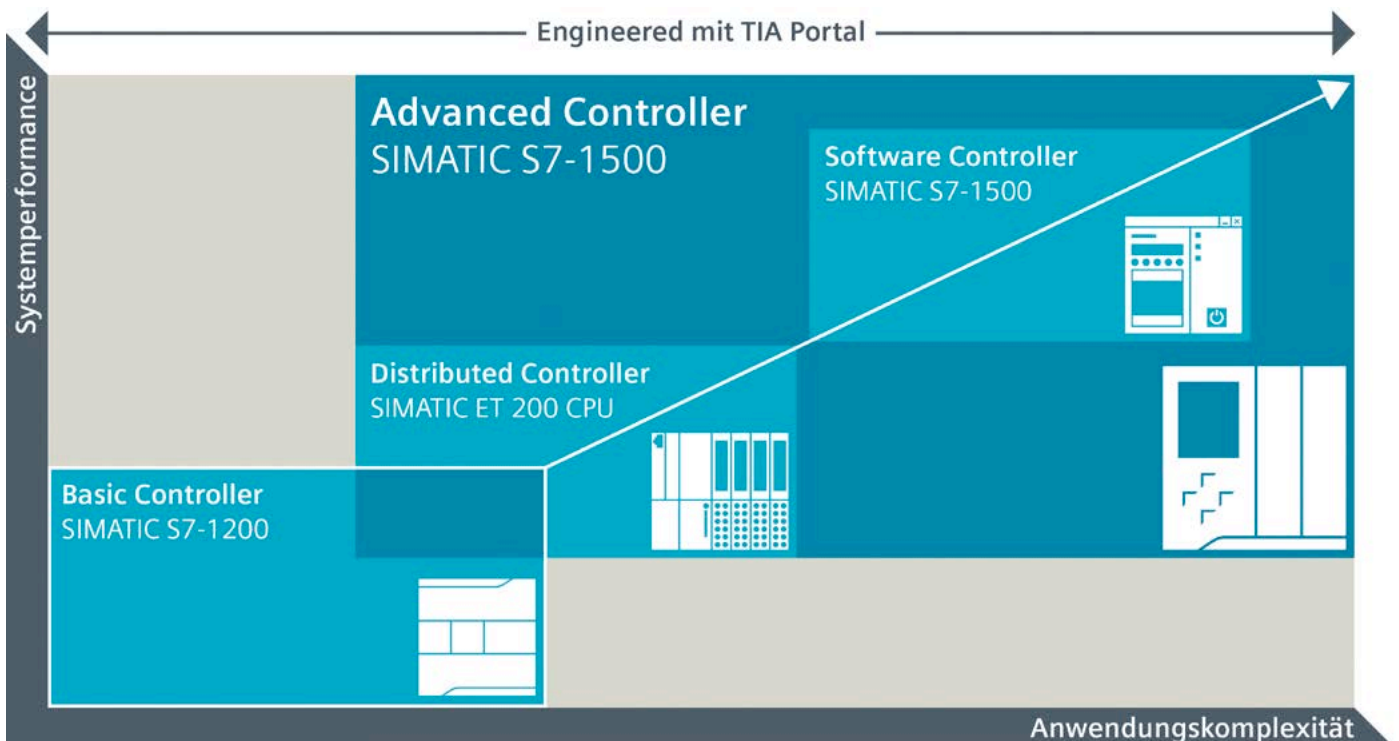 Engineered mit TIA Portal
Systemperformance
Advanced Controller
SIMATIC S7-1500
Software Controller
SIMATIC S7-1500
Distributed Controller
SIMATIC ET 200 CPU
Basic Controller
SIMATIC S7-1200
Anwendungskomplexität